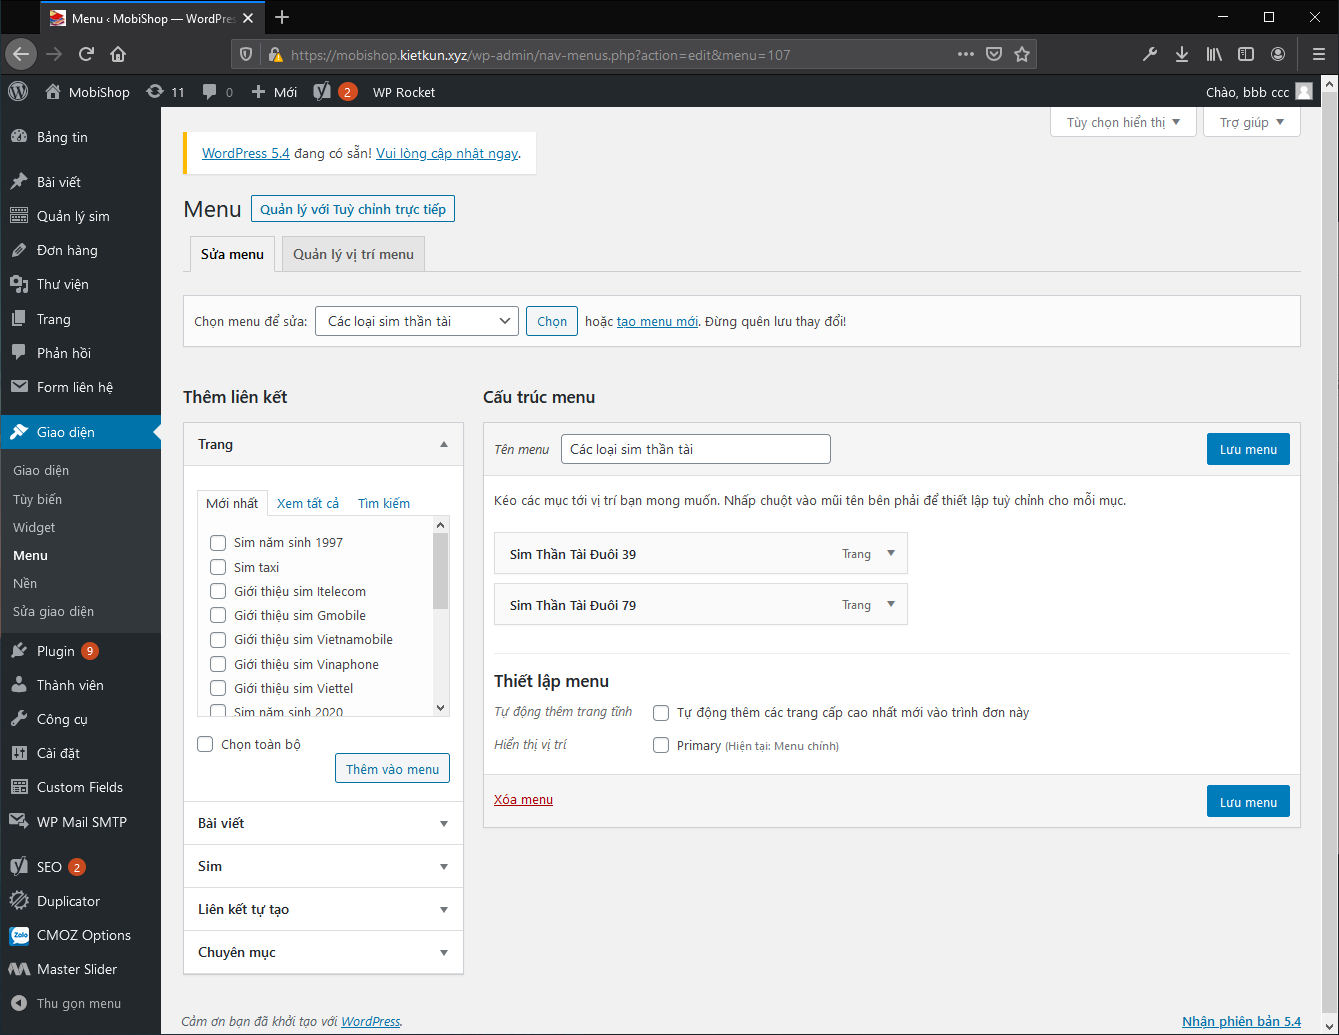 Menu ‹ MobiShop — WordPres
https://mobishop.kietkun.xyz/wp-admin/nav-menus.php?action=edit&menu=107
MobiShop 11 0 Mới 2 WP Rocket Chào, bbb ccc
Tùy chọn hiển thị Trợ giúp
WordPress 5.4 đang có sẵn! Vui lòng cập nhật ngay.
Menu Quản lý với Tuỳ chỉnh trực tiếp
Sửa menu Quản lý vị trí menu
Chọn menu để sửa: Các loại sim thần tài Chọn hoặc tạo menu mới. Đừng quên lưu thay đổi!
Bảng tin
Bài viết
Quản lý sim
Đơn hàng
Thư viện
Trang
Phản hồi
Form liên hệ
Giao diện
Giao diện
Tùy biến
Widget
Menu
Nền
Sửa giao diện
Plugin 9
Thành viên
Công cụ
Cài đặt
Custom Fields
WP Mail SMTP
SEO 2
Duplicator
Zalo CMOZ Options
Master Slider
Thu gọn menu
Thêm liên kết
Trang
Mới nhất Xem tất cả Tìm kiếm
Sim năm sinh 1997
Sim taxi
Giới thiệu sim Itelecom
Giới thiệu sim Gmobile
Giới thiệu sim Vietnamobile
Giới thiệu sim Vinaphone
Giới thiệu sim Viettel
Sim năm sinh 2020
Chọn toàn bộ
Thêm vào menu
Bài viết
Sim
Liên kết tự tạo
Chuyên mục
Cấu trúc menu
Tên menu Các loại sim thần tài Lưu menu
Kéo các mục tới vị trí bạn mong muốn. Nhấp chuột vào mũi tên bên phải để thiết lập tuỳ chỉnh cho mỗi mục.
Sim Thần Tài Đuôi 39 Trang
Sim Thần Tài Đuôi 79 Trang
Thiết lập menu
Tự động thêm trang tĩnh Tự động thêm các trang cấp cao nhất mới vào trình đơn này
Hiển thị vị trí Primary (Hiện tại: Menu chính)
Xóa menu Lưu menu
Cảm ơn bạn đã khởi tạo với WordPress. Nhận phiên bản 5.4